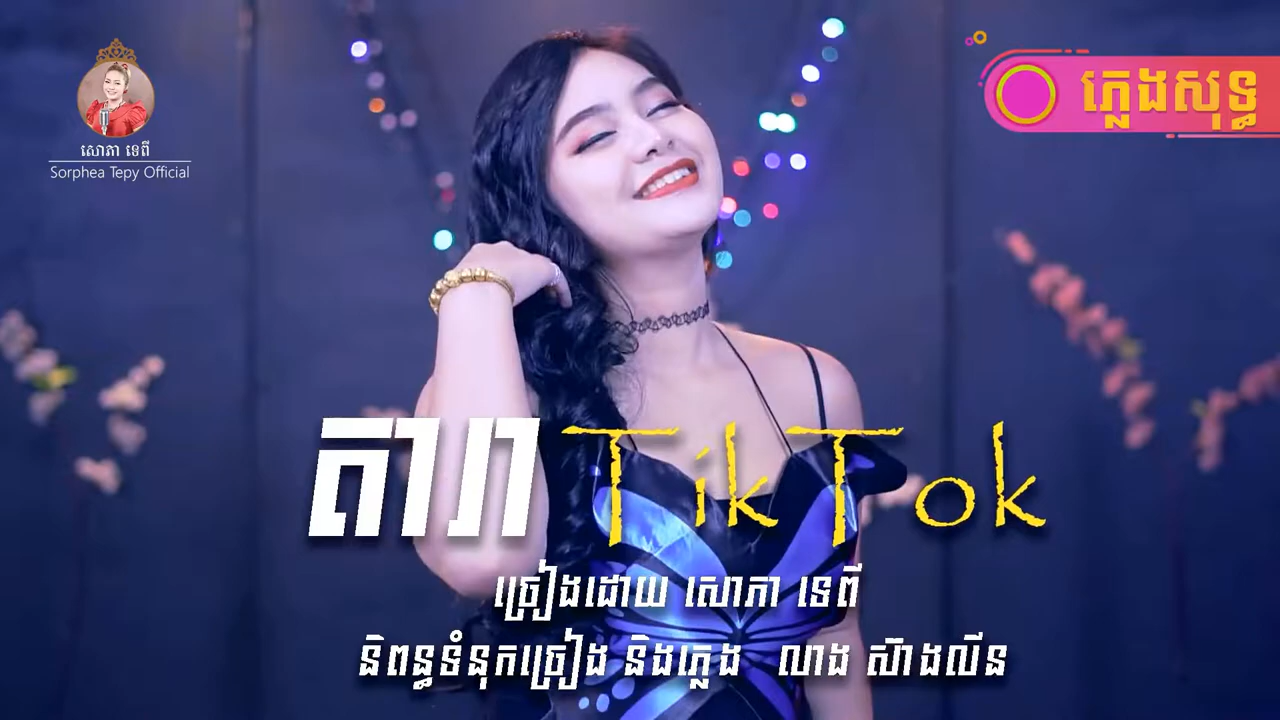 សោភា ទេពី
Sorphea Tepy Official
ភ្លេងសុទ្ធ
តារា TikTok
ច្រៀងដោយ សោភា ទេពី
និពន្ធទំនុកច្រៀង និងភ្លេង លាង ស៊ាងលីន